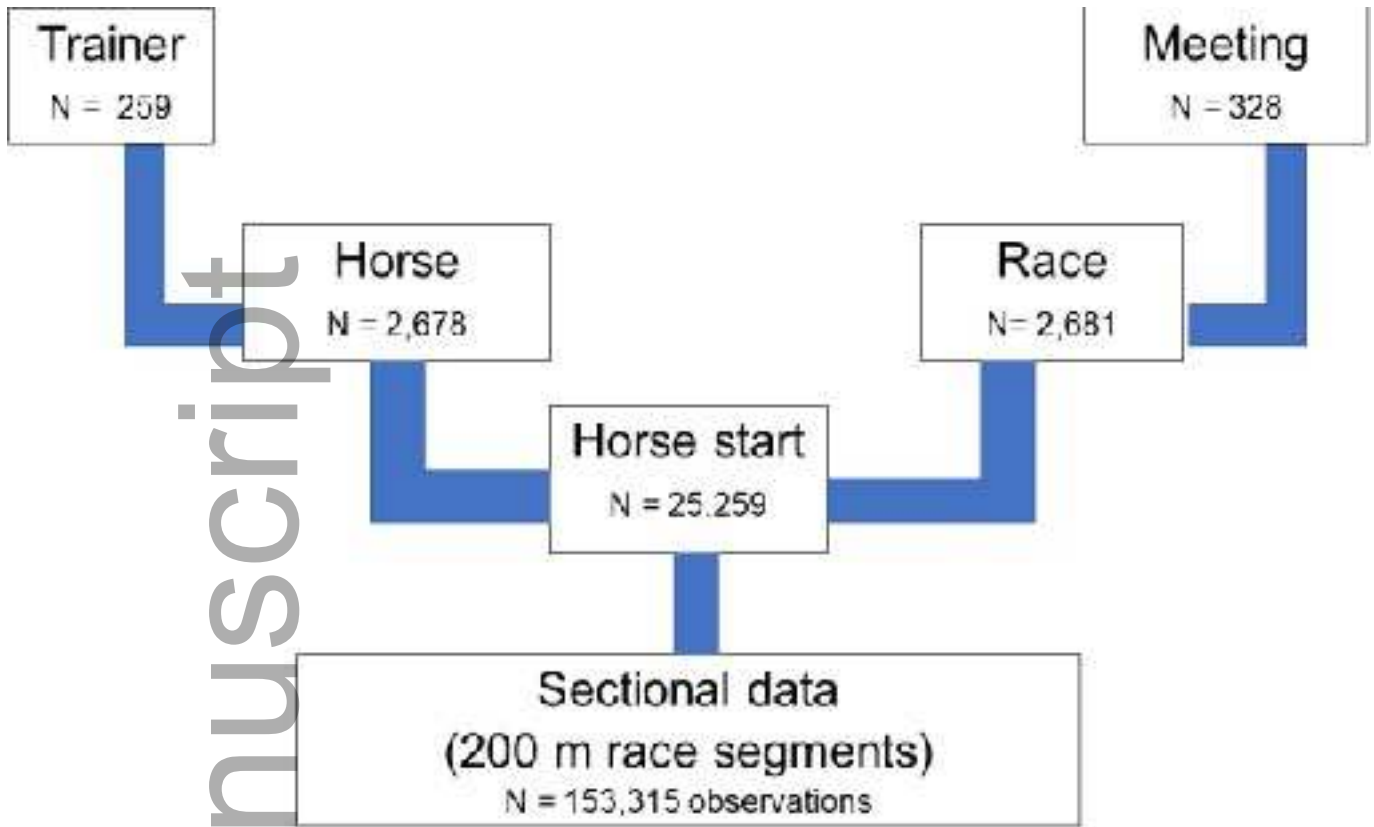 Trainer
N = 259
Meeting
N = 328
Horse
N = 2,678
Race
N= 2,681
Horse start
N = 25.259
Sectional data
(200 m race segments)
N = 153,315 observations
nuscript